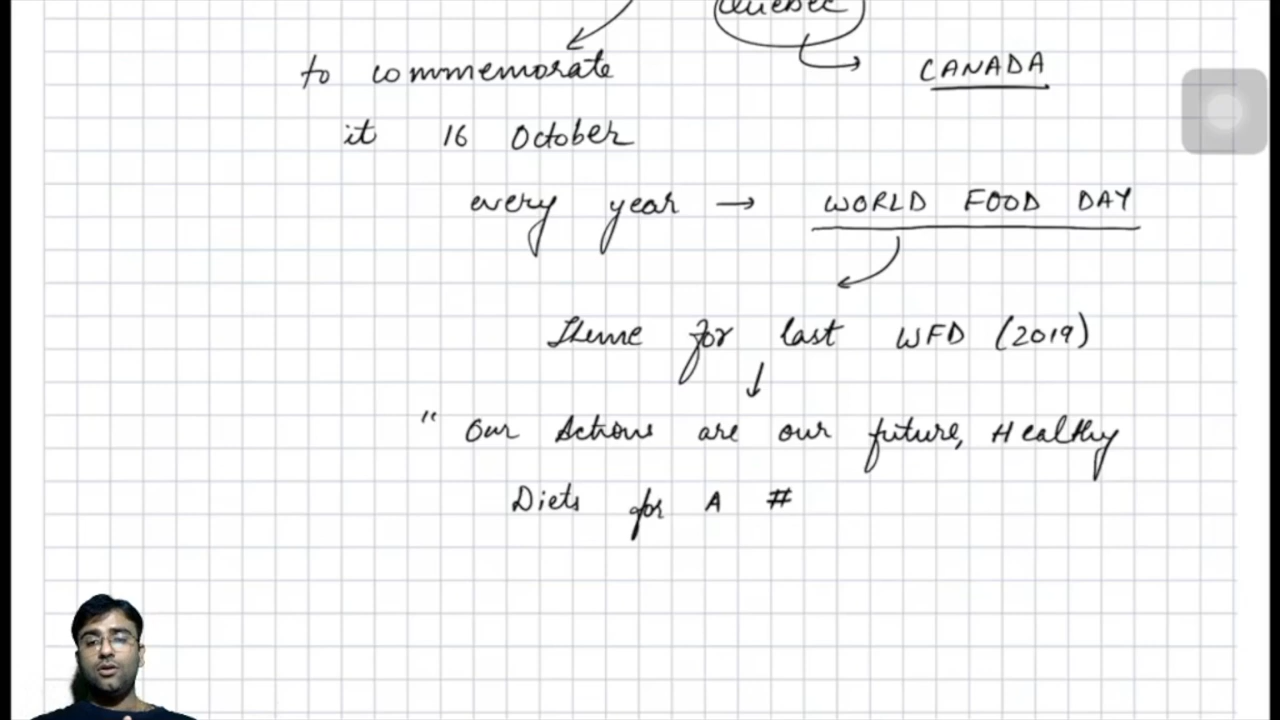 Quebec
to commemorate CANADA
it 16 October
every year → WORLD FOOD DAY
Theme for last WFD (2019)
" Our Actions are our future, Healthy
Diets for A #